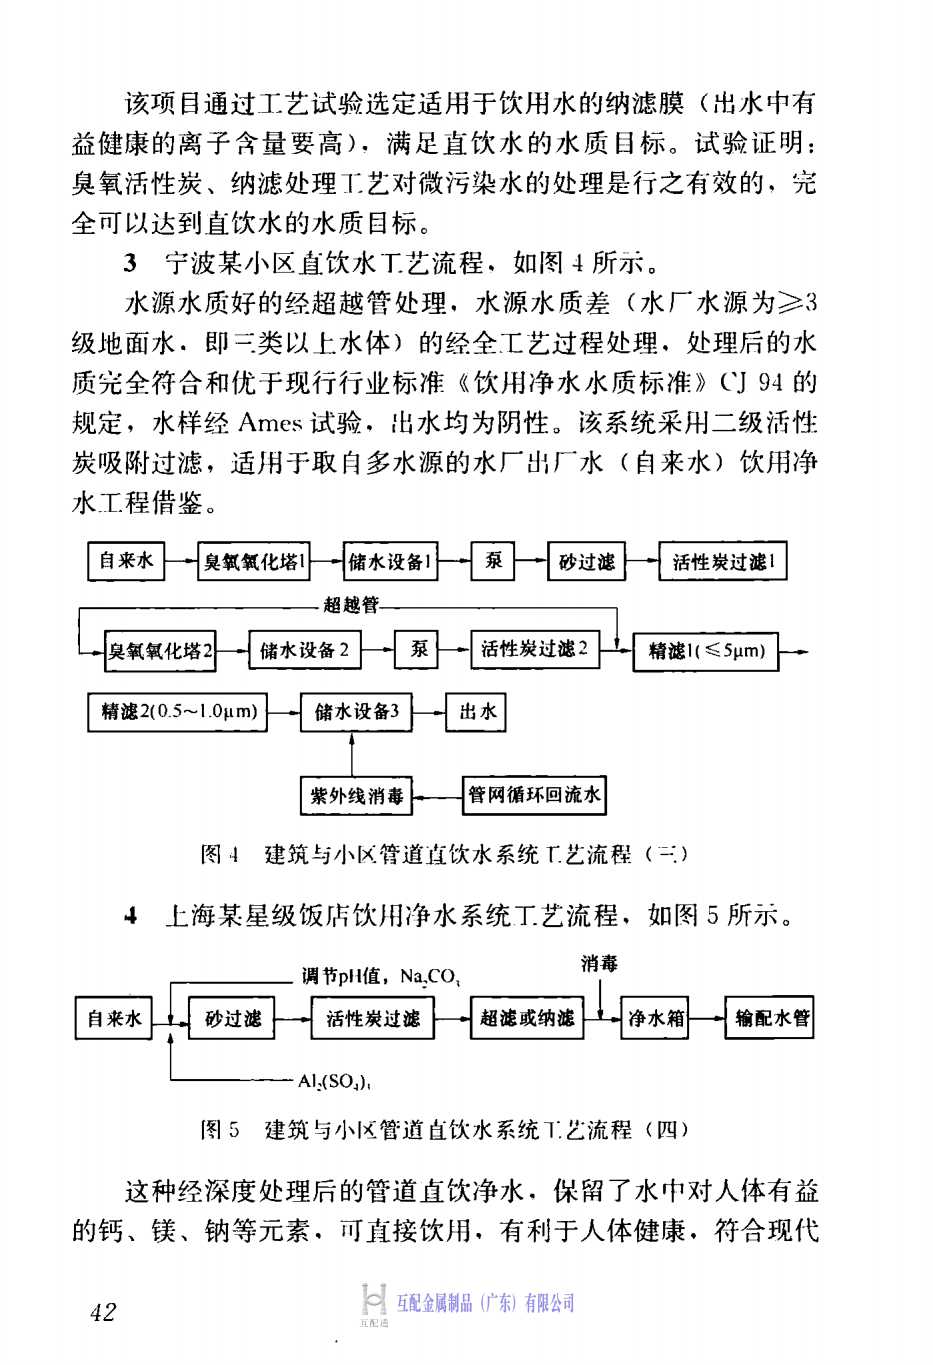 该项目通过工艺试验选定适用于饮用水的纳滤膜（出水中有
益健康的离子含量要高），满足直饮水的水质目标。试验证明：
臭氧活性炭、纳滤处理工艺对微污染水的处理是行之有效的，完
全可以达到直饮水的水质目标。
3 宁波某小区直饮水工艺流程，如图 4 所示。
水源水质好的经超越管处理，水源水质差（水厂水源为≥3
级地面水，即三类以上水体）的经全工艺过程处理，处理后的水
质完全符合和优于现行行业标准《饮用净水水质标准》CJ 94 的
规定，水样经 Ames 试验，出水均为阴性。该系统采用二级活性
炭吸附过滤，适用于取自多水源的水厂出厂水（自来水）饮用净
水工程借鉴。
自来水 臭氧氧化塔1 储水设备1 泵 砂过滤 活性炭过滤1
超越管
臭氧氧化塔2 储水设备 2 泵 活性炭过滤 2 精滤1(≤5μm)
精滤2(0.5～1.0μm) 储水设备3 出水
紫外线消毒 管网循环回流水
图 4 建筑与小区管道直饮水系统工艺流程（三）
4 上海某星级饭店饮用净水系统工艺流程，如图 5 所示。
调节pH值，Na₂CO₃ 消毒
自来水 砂过滤 活性炭过滤 超滤或纳滤 净水箱 输配水管
Al₂(SO₄)₃
图 5 建筑与小区管道直饮水系统工艺流程（四）
这种经深度处理后的管道直饮净水，保留了水中对人体有益
的钙、镁、钠等元素，可直接饮用，有利于人体健康，符合现代
42
互配通
互配金属制品（广东）有限公司